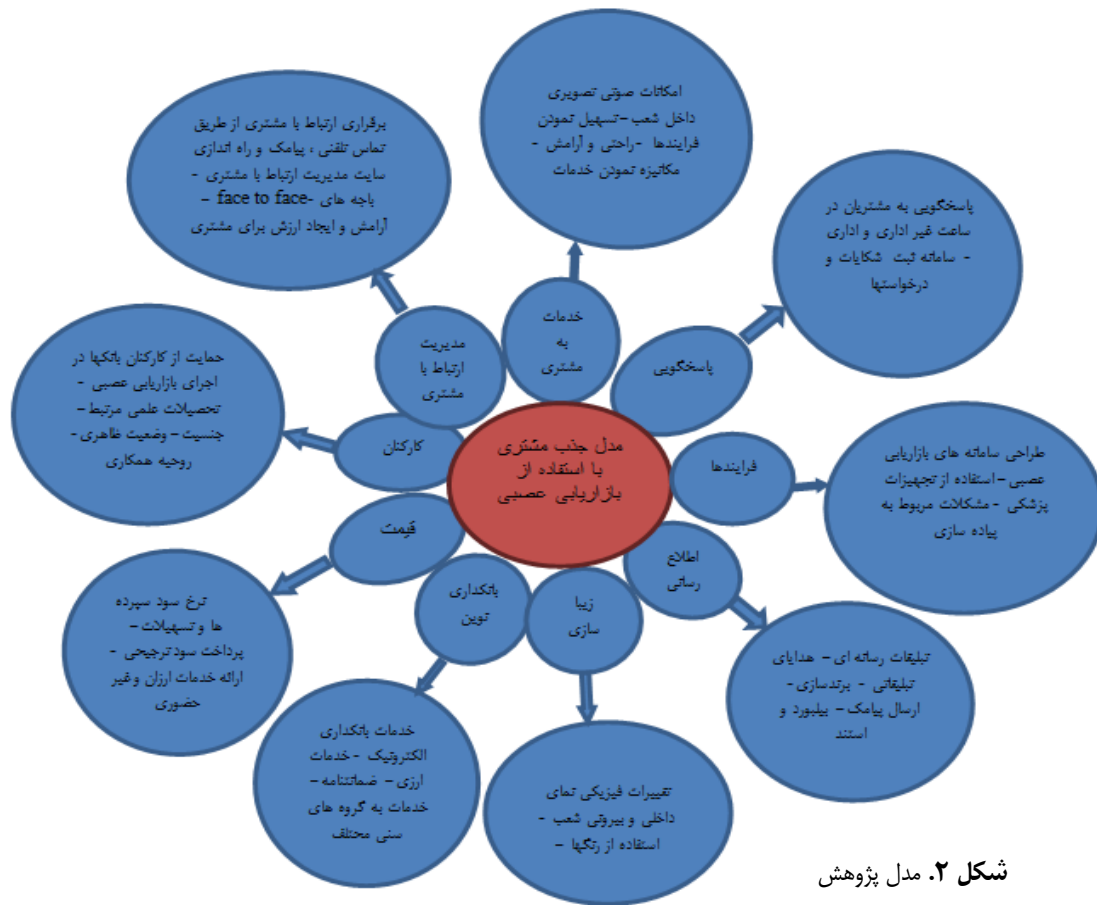 مدل جذب مشتری
با استفاده از
بازاریابی عصبی
خدمات
به
مشتری
امکانات صوتی تصویری
داخل شعب –تسهیل نمودن
فرایندها -راحتی و آرامش -
مکانیزه نمودن خدمات
پاسخگویی
پاسخگویی به مشتریان در
ساعت غیر اداری و اداری
- سامانه ثبت شکایات و
درخواستها
فرایندها
طراحی سامانه های بازاریابی
عصبی –استفاده از تجهیزات
پزشکی -مشکلات مربوط به
پیاده سازی
اطلاع
رسانی
تبلیقات رسانه ای – هدایای
تبلیقاتی - برندسازی -
ارسال پیامک – بیلبورد و
استند
زیبا
سازی
تقییرات فیزیکی نمای
داخلی و بیرونی شعب -
استفاده از رنگها -
بانکداری
نوین
خدمات بانکداری
الکترونیک -خدمات
ارزی – ضمانتنامه –
خدمات به گروه های
سنی مختلف
قیمت
نرخ سود سپرده
ها و تسهیلات –
پرداخت سود ترجیحی -
ارائه خدمات ارزان و غیر
حضوری
کارکنان
حمایت از کارکنان بانکها در
اجرای بازاریابی عصبی -
تحصیلات علمی مرتبط –
جنسیت – وضعیت ظاهری -
روحیه همکاری
مدیریت
ارتباط با
مشتری
برقراری ارتباط با مشتری از طریق
تماس تلفنی ، پیامک و راه اندازی
سایت مدیریت ارتباط با مشتری -
باجه های -face to face –
آرامش و ایجاد ارزش برای مشتری
شکل ۲. مدل پژوهش